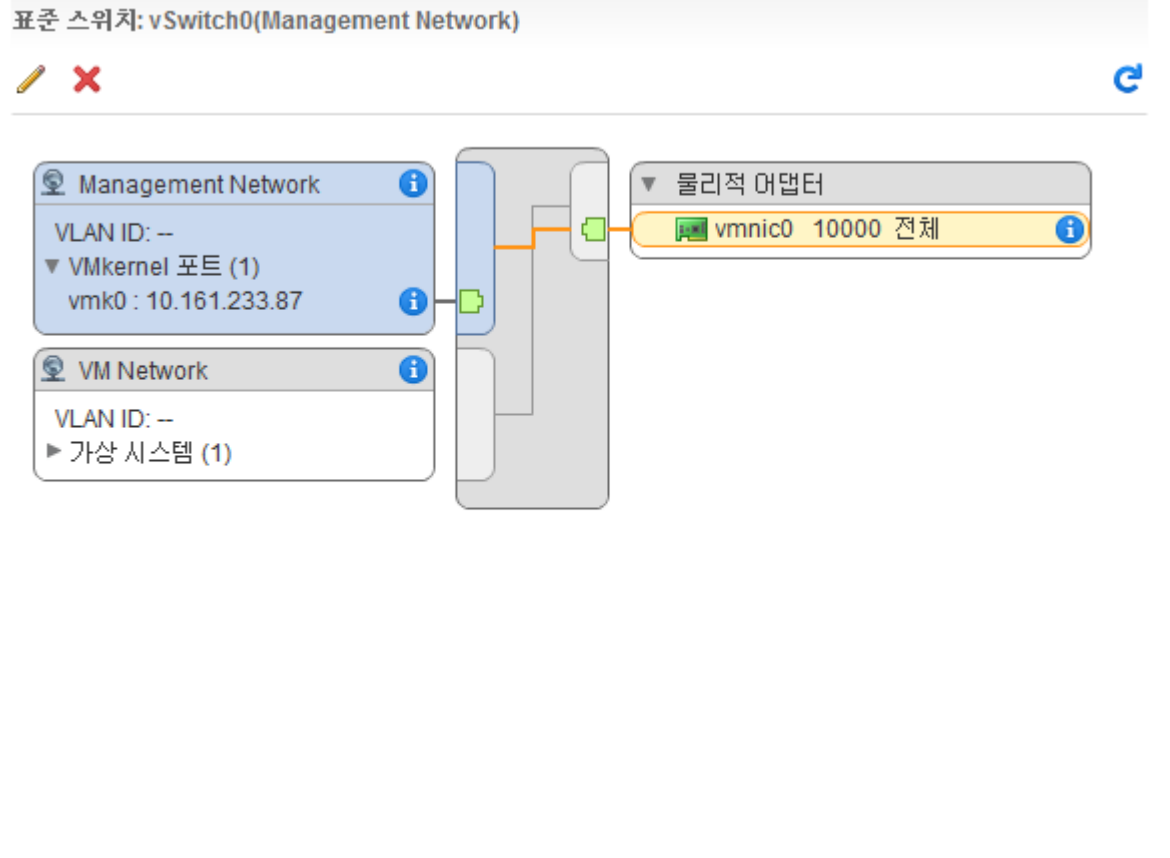 표준 스위치: vSwitch0(Management Network)
Management Network
VLAN ID: --
VMkernel 포트 (1)
vmk0 : 10.161.233.87
VM Network
VLAN ID: --
가상 시스템 (1)
물리적 어댑터
vmnic0 10000 전체